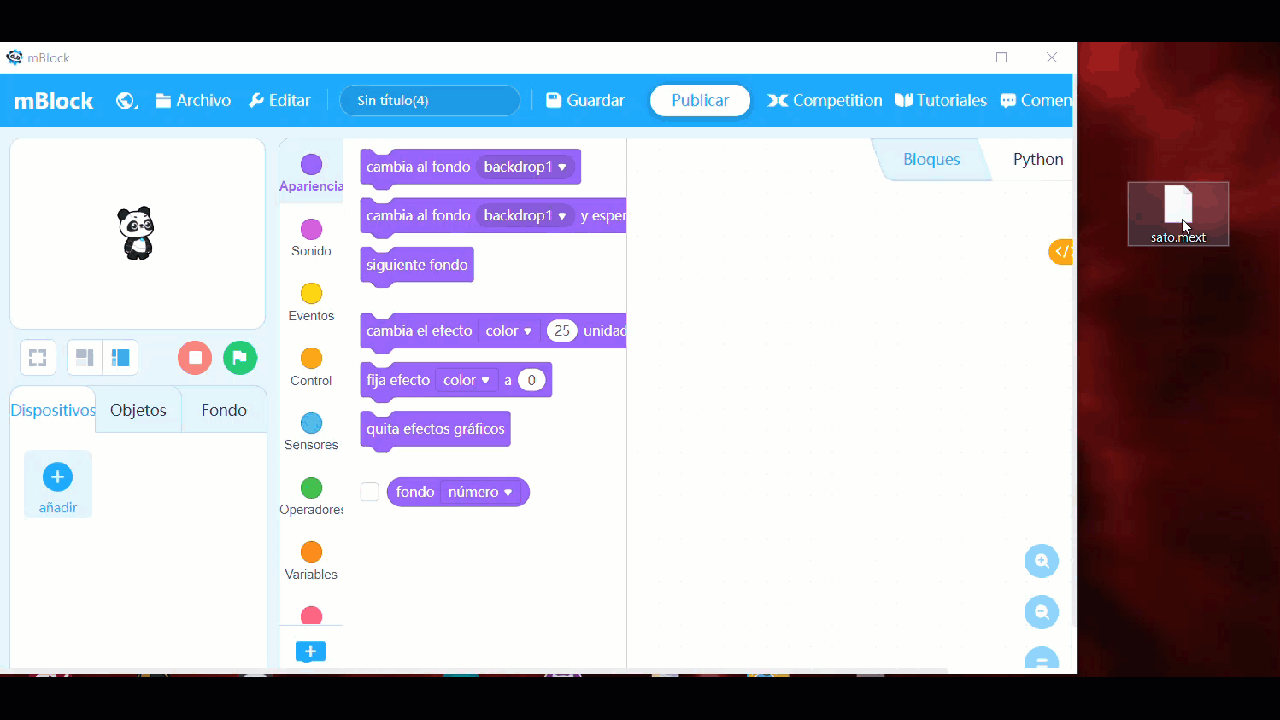 mBlock
mBlock Archivo Editar Sin título(4) Guardar Publicar Competition Tutoriales Comen
Bloques Python
Apariencia
Sonido
Eventos
Control
Sensores
Operadores
Variables
cambia al fondo backdrop1
cambia al fondo backdrop1 y esper
siguiente fondo
cambia el efecto color 25 unidad
fija efecto color a 0
quita efectos gráficos
fondo número
Dispositivos Objetos Fondo
añadir
sato.mext